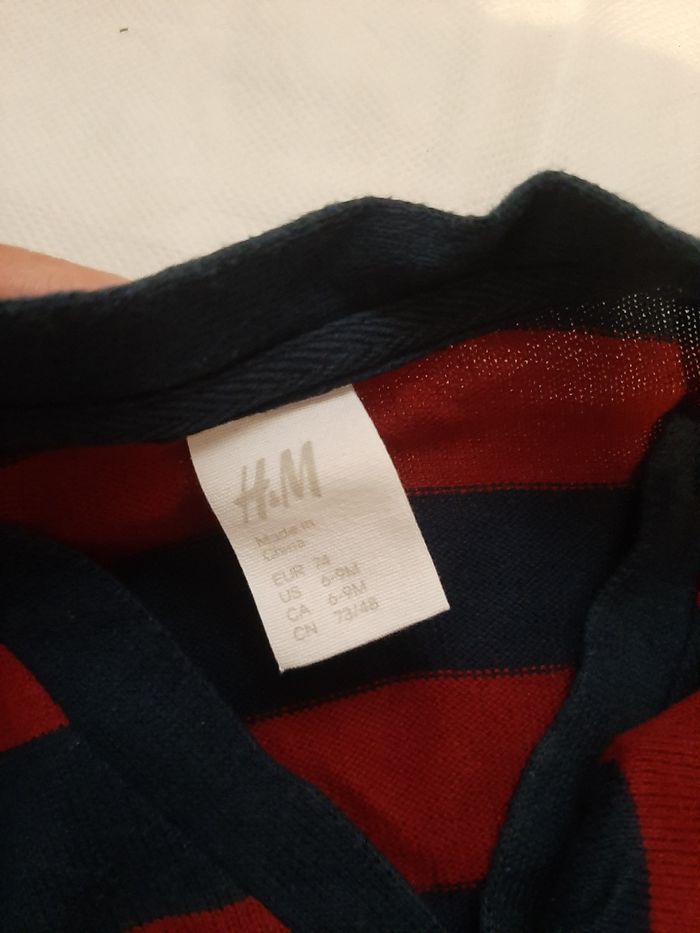 H&M
Made in
China
EUR 74
US 6-9M
CA 6-9M
CN 73/48